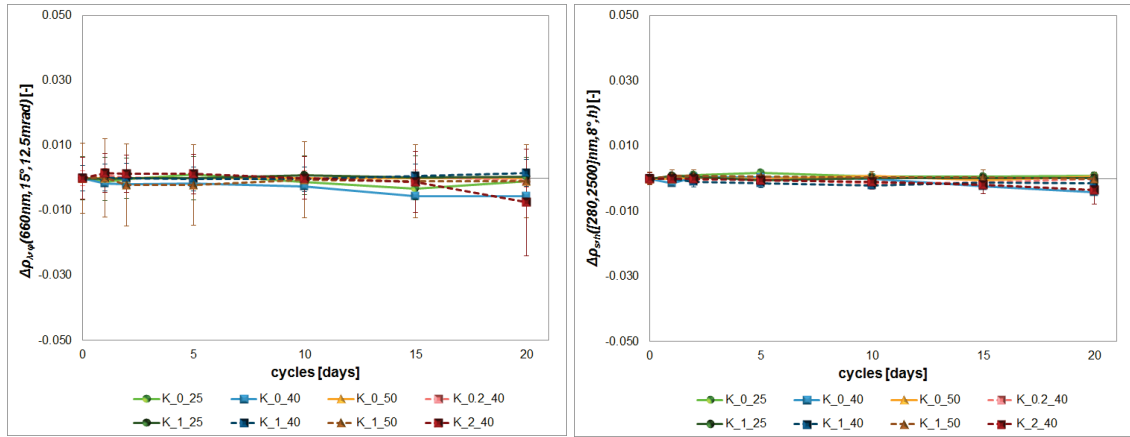 0.050
0.030
0.010
-0.010
-0.030
-0.050
Δρλ,φ(660nm,15°,12.5mrad) [-]
0 5 10 15 20
cycles [days]
K_0_25 K_0_40 K_0_50 K_0.2_40
K_1_25 K_1_40 K_1_50 K_2_40
0.050
0.030
0.010
-0.010
-0.030
-0.050
Δρs,h([280,2500]nm,8°,h) [-]
0 5 10 15 20
cycles [days]
K_0_25 K_0_40 K_0_50 K_0.2_40
K_1_25 K_1_40 K_1_50 K_2_40